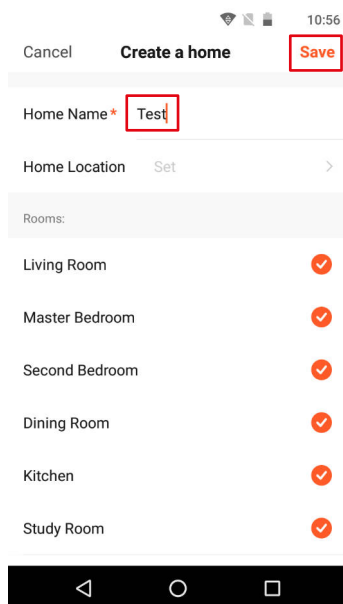 10:56
Cancel Create a home Save
Home Name* Test
Home Location Set
Rooms:
Living Room
Master Bedroom
Second Bedroom
Dining Room
Kitchen
Study Room